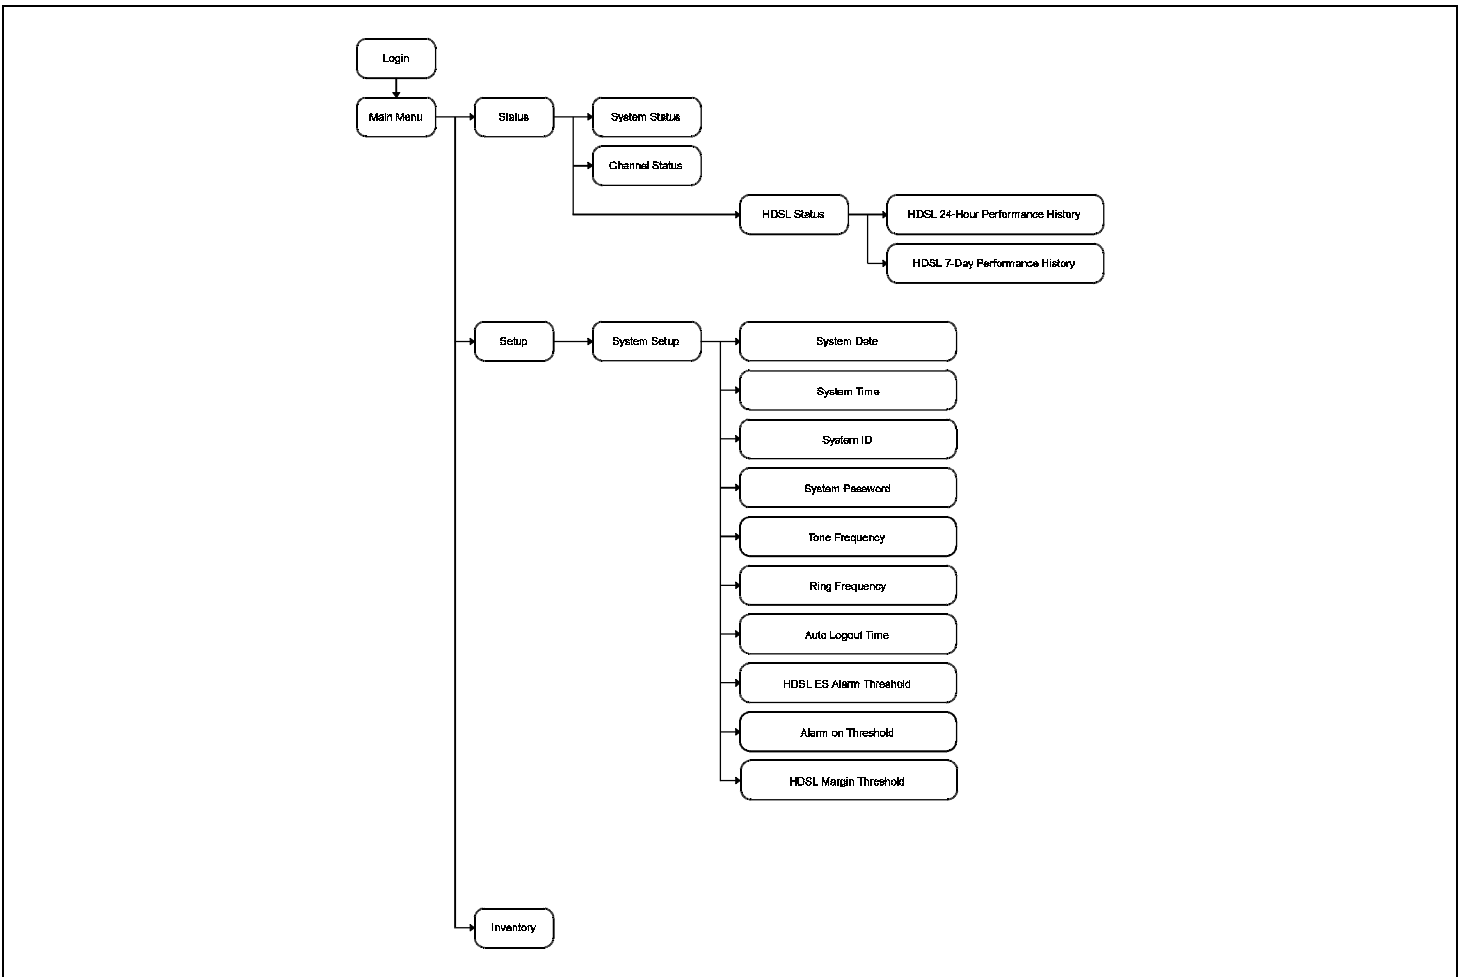 Login
Main Menu
Status
System Status
Channel Status
HDSL Status
HDSL 24-Hour Performance History
HDSL 7-Day Performance History
Setup
System Setup
System Date
System Time
System ID
System Password
Tone Frequency
Ring Frequency
Auto Logout Time
HDSL ES Alarm Threshold
Alarm on Threshold
HDSL Margin Threshold
Inventory